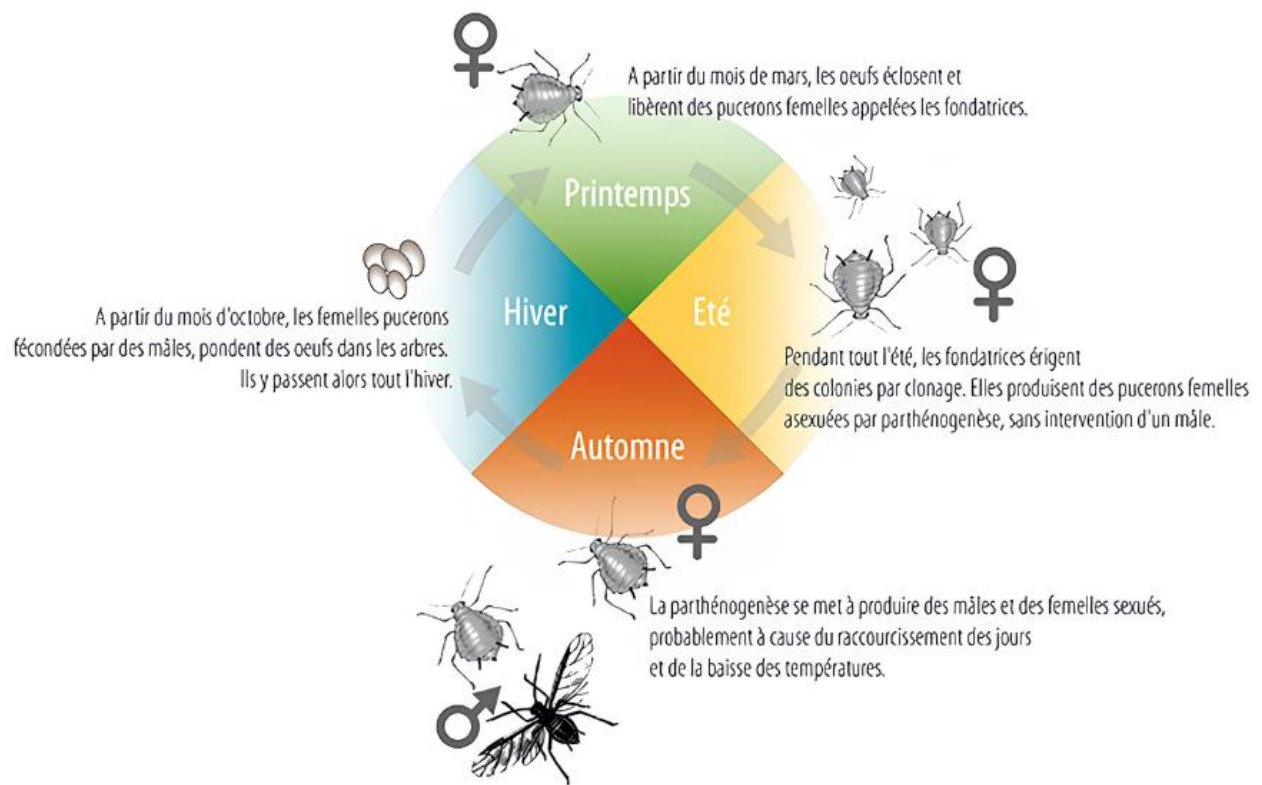 A partir du mois de mars, les oeufs éclosent et
libèrent des pucerons femelles appelées les fondatrices.
Printemps
Hiver
Eté
A partir du mois d'octobre, les femelles pucerons
fécondées par des mâles, pondent des oeufs dans les arbres.
Ils y passent alors tout l'hiver.
Pendant tout l'été, les fondatrices érigent
des colonies par clonage. Elles produisent des pucerons femelles
asexuées par parthénogenèse, sans intervention d'un mâle.
Automne
La parthénogenèse se met à produire des mâles et des femelles sexués,
probablement à cause du raccourcissement des jours
et de la baisse des températures.